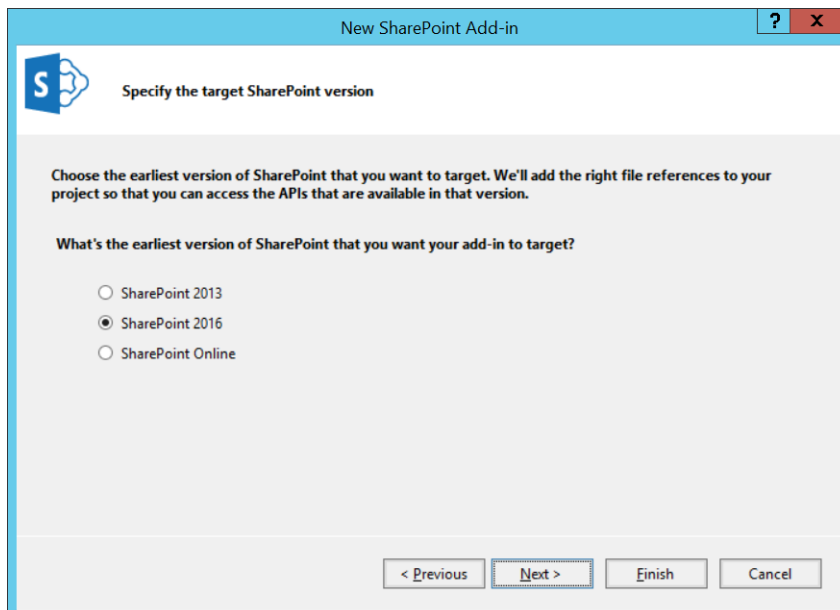 New SharePoint Add-in
? X
S
Specify the target SharePoint version
Choose the earliest version of SharePoint that you want to target. We'll add the right file references to your
project so that you can access the APIs that are available in that version.
What's the earliest version of SharePoint that you want your add-in to target?
SharePoint 2013
SharePoint 2016
SharePoint Online
< Previous Next > Finish Cancel